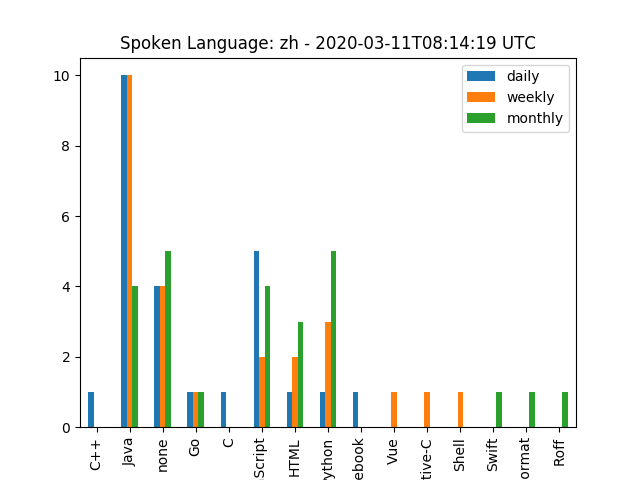 Spoken Language: zh - 2020-03-11T08:14:19 UTC
daily
weekly
monthly
10
8
6
4
2
0
C++
Java
none
Go
C
Script
HTML
ython
ebook
Vue
tive-C
Shell
Swift
ormat
Roff